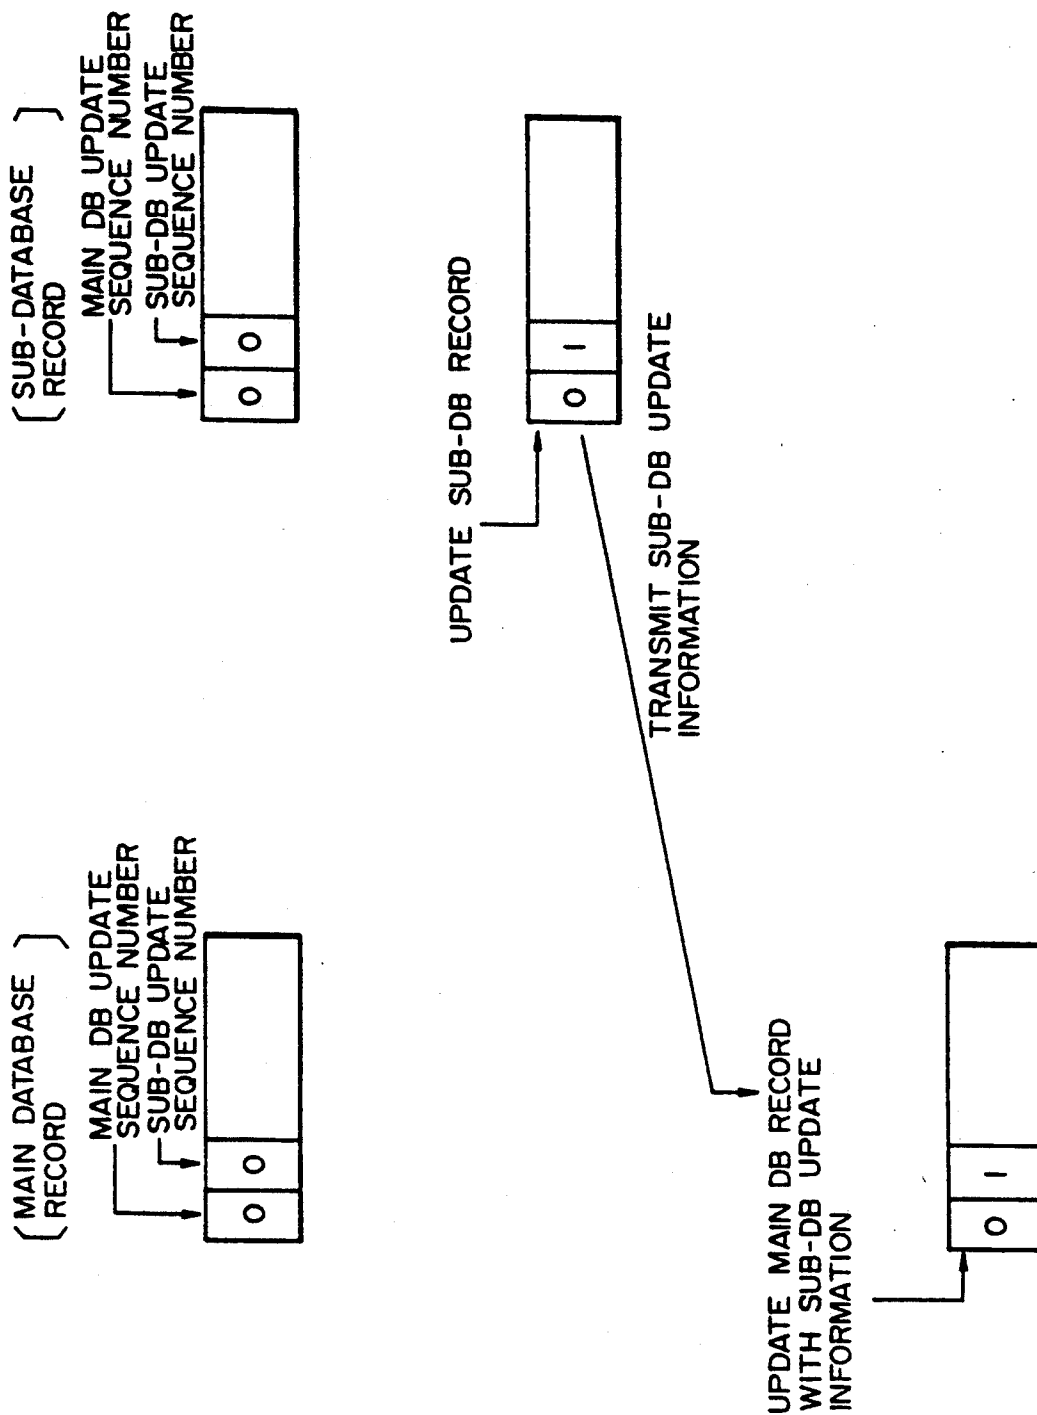 (MAIN DATABASE
RECORD)
MAIN DB UPDATE
SEQUENCE NUMBER
SUB-DB UPDATE
SEQUENCE NUMBER
0 0
(SUB-DATABASE
RECORD)
MAIN DB UPDATE
SEQUENCE NUMBER
SUB-DB UPDATE
SEQUENCE NUMBER
0 0
UPDATE SUB-DB RECORD
0 1
TRANSMIT SUB-DB UPDATE
INFORMATION
UPDATE MAIN DB RECORD
WITH SUB-DB UPDATE
INFORMATION
0 1